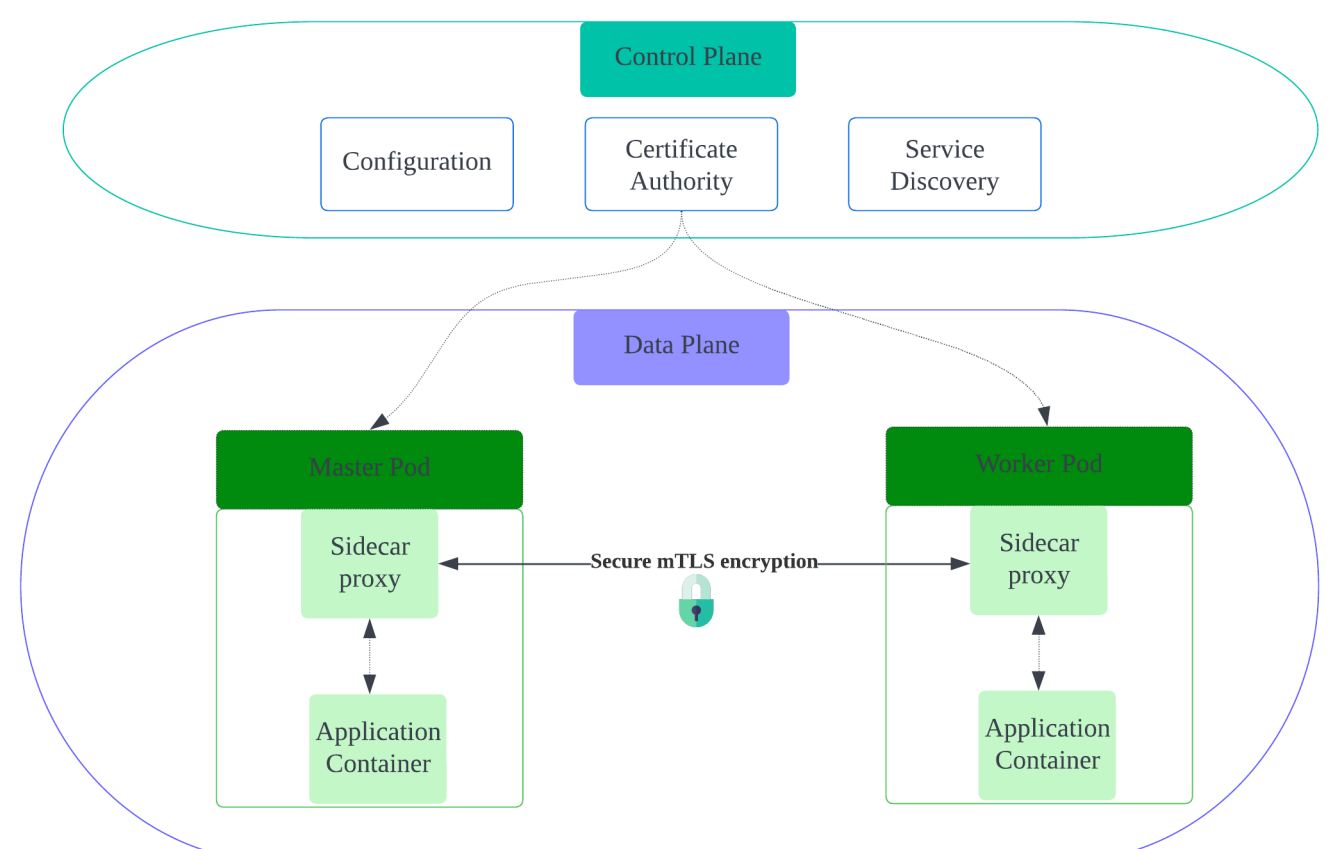 Control Plane
Configuration
Certificate
Authority
Service
Discovery
Data Plane
Master Pod
Worker Pod
Sidecar
proxy
Secure mTLS encryption
Sidecar
proxy
Application
Container
Application
Container